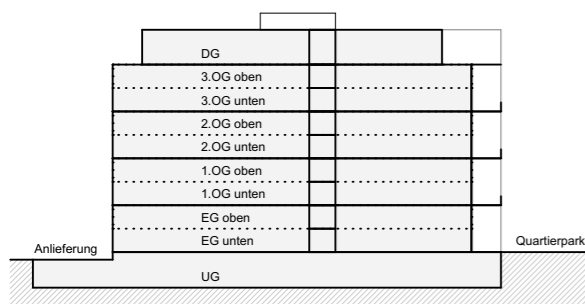 DG
3.OG oben
3.OG unten
2.OG oben
2.OG unten
1.OG oben
1.OG unten
EG oben
Anlieferung
EG unten
Quartierpark
UG